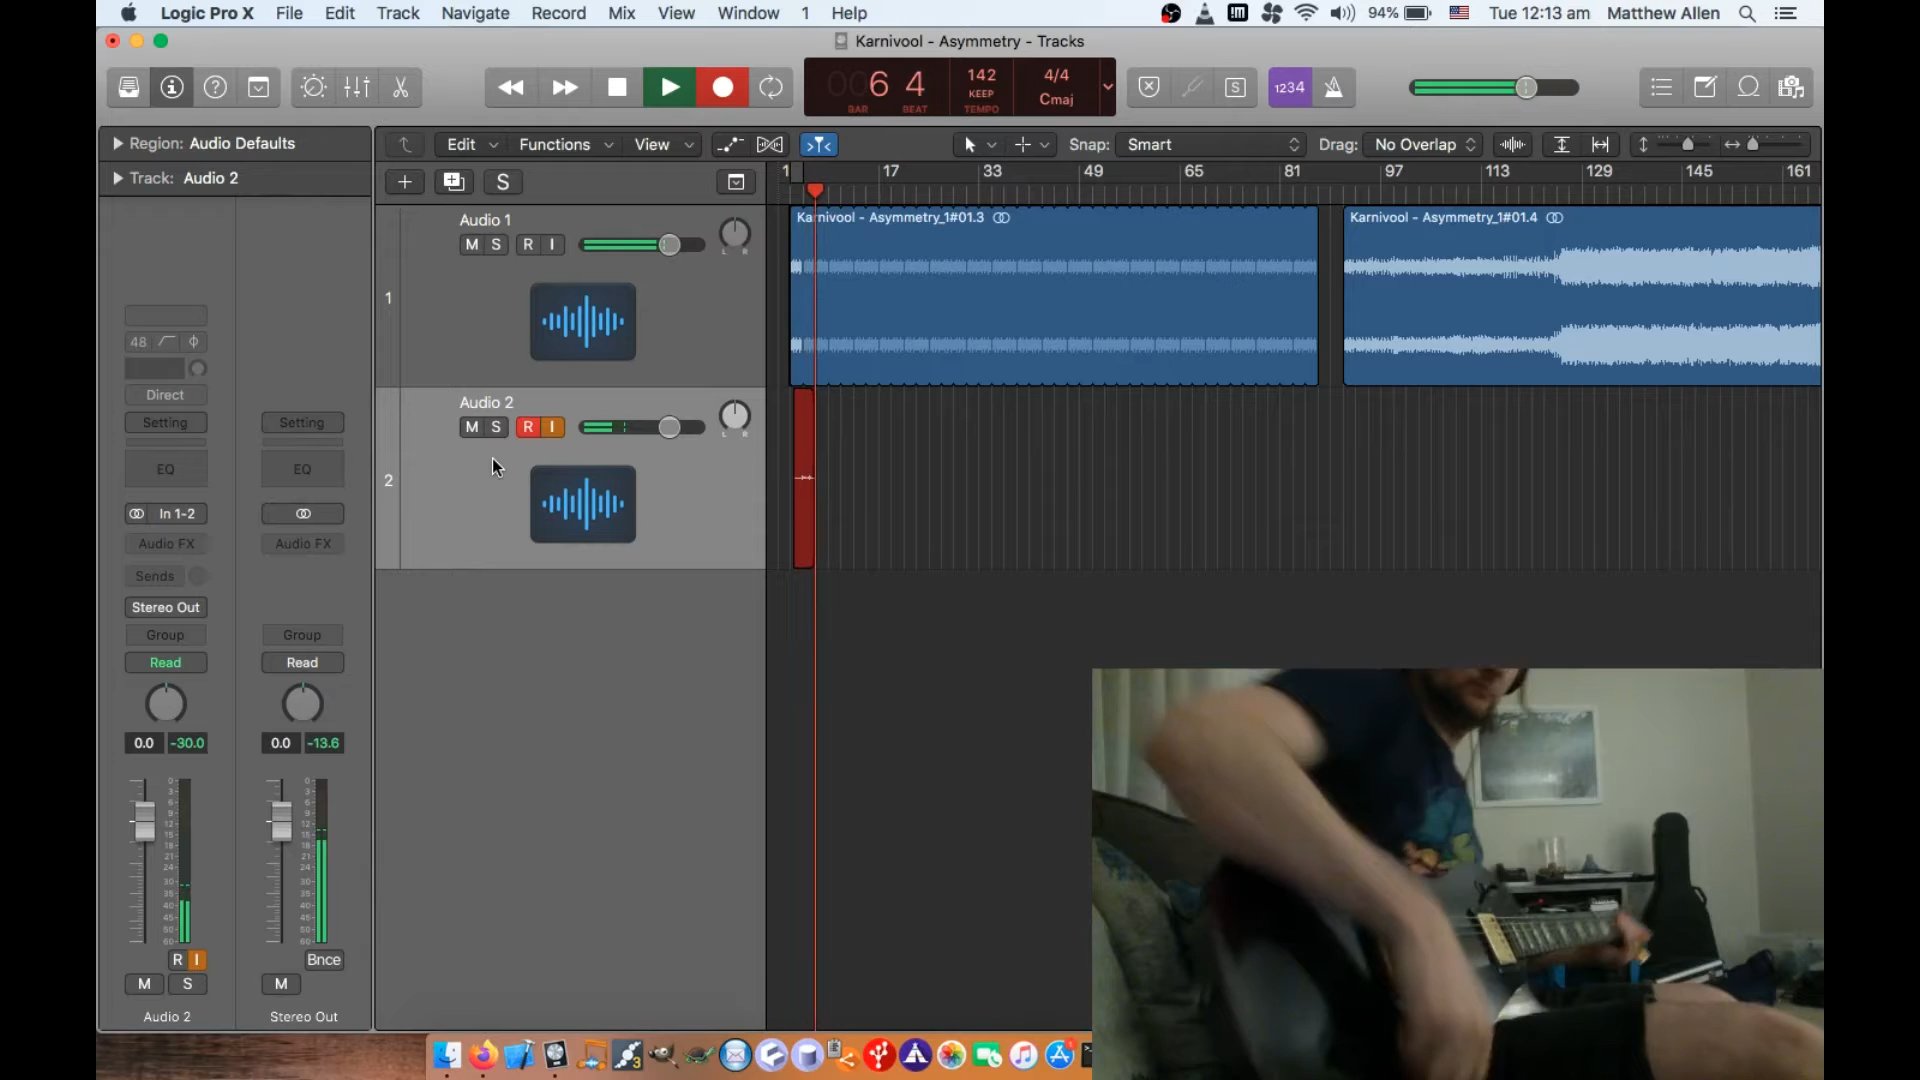 Logic Pro X File Edit Track Navigate Record Mix View Window 1 Help 94% Tue 12:13 am Matthew Allen
Karnivool - Asymmetry - Tracks
6 4 142 4/4
KEEP Cmaj
BAR BEAT TEMPO
1234
S
Region: Audio Defaults
Edit Functions View Snap: Smart Drag: No Overlap
Track: Audio 2
S
1 17 33 49 65 81 97 113 129 145 161
Audio 1
M S R I
L R
1
Karnivool - Asymmetry_1#01.3
Karnivool - Asymmetry_1#01.4
Audio 2
M S R I
L R
2
48
Direct
Setting Setting
EQ EQ
In 1-2
Audio FX Audio FX
Sends
Stereo Out
Group Group
Read Read
0.0 -30.0 0.0 -13.6
R I Bnce
M S M
Audio 2 Stereo Out